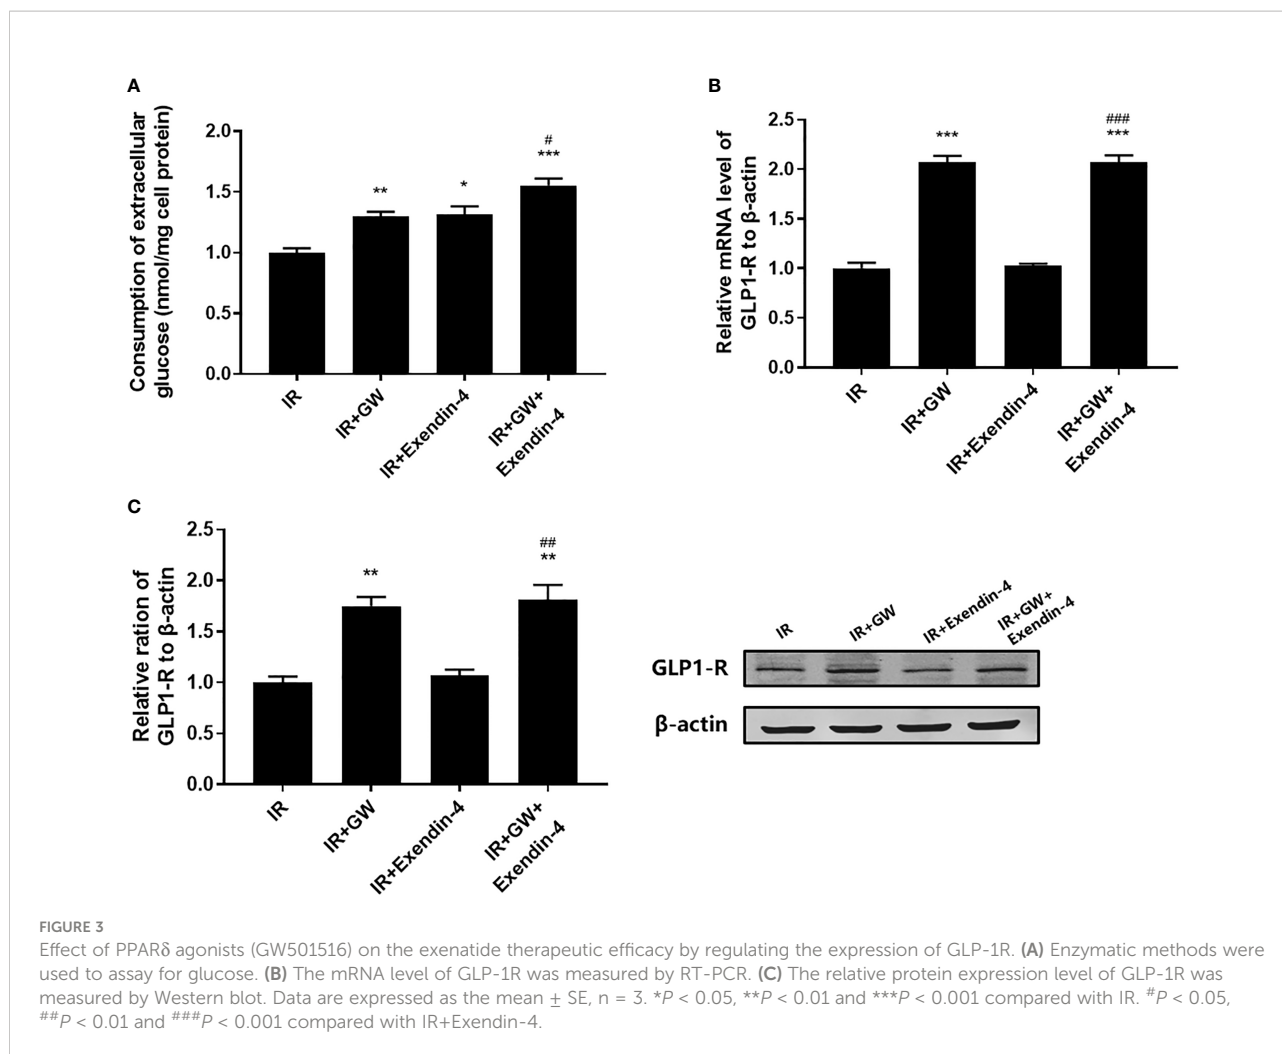 A
Consumption of extracellular
glucose (nmol/mg cell protein)
2.0
1.5
1.0
0.5
0.0
**
*
#
***
IR
IR+GW
IR+Exendin-4
IR+GW+
Exendin-4
B
Relative mRNA level of
GLP1-R to β-actin
2.5
2.0
1.5
1.0
0.5
0.0
***
###
***
IR
IR+GW
IR+Exendin-4
IR+GW+
Exendin-4
C
Relative ration of
GLP1-R to β-actin
2.5
2.0
1.5
1.0
0.5
0.0
**
##
**
IR
IR+GW
IR+Exendin-4
IR+GW+
Exendin-4
IR
IR+GW
IR+Exendin-4
IR+GW+
Exendin-4
GLP1-R
β-actin
FIGURE 3
Effect of PPARδ agonists (GW501516) on the exenatide therapeutic efficacy by regulating the expression of GLP-1R. (A) Enzymatic methods were
used to assay for glucose. (B) The mRNA level of GLP-1R was measured by RT-PCR. (C) The relative protein expression level of GLP-1R was
measured by Western blot. Data are expressed as the mean ± SE, n = 3. *P < 0.05, **P < 0.01 and ***P < 0.001 compared with IR. #P < 0.05,
##P < 0.01 and ###P < 0.001 compared with IR+Exendin-4.